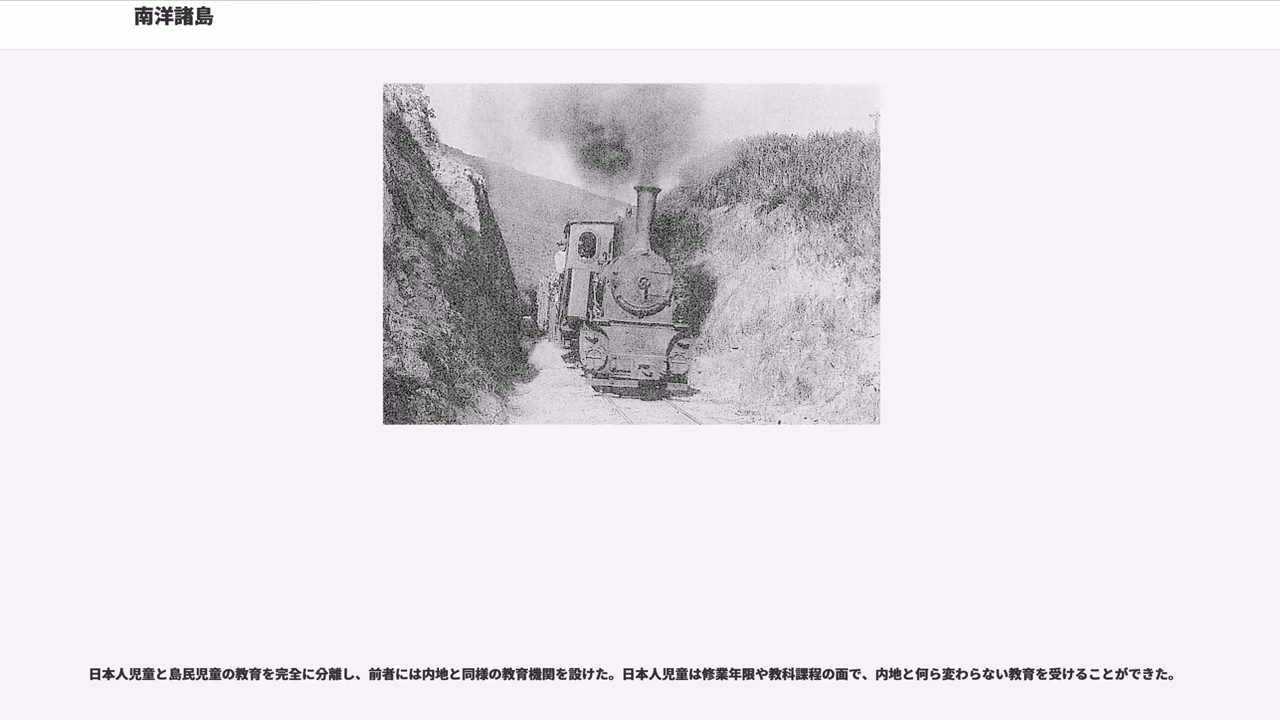 南洋諸島
日本人児童と島民児童の教育を完全に分離し、前者には内地と同様の教育機関を設けた。日本人児童は修業年限や教科課程の面で、内地と何ら変わらない教育を受けることができた。